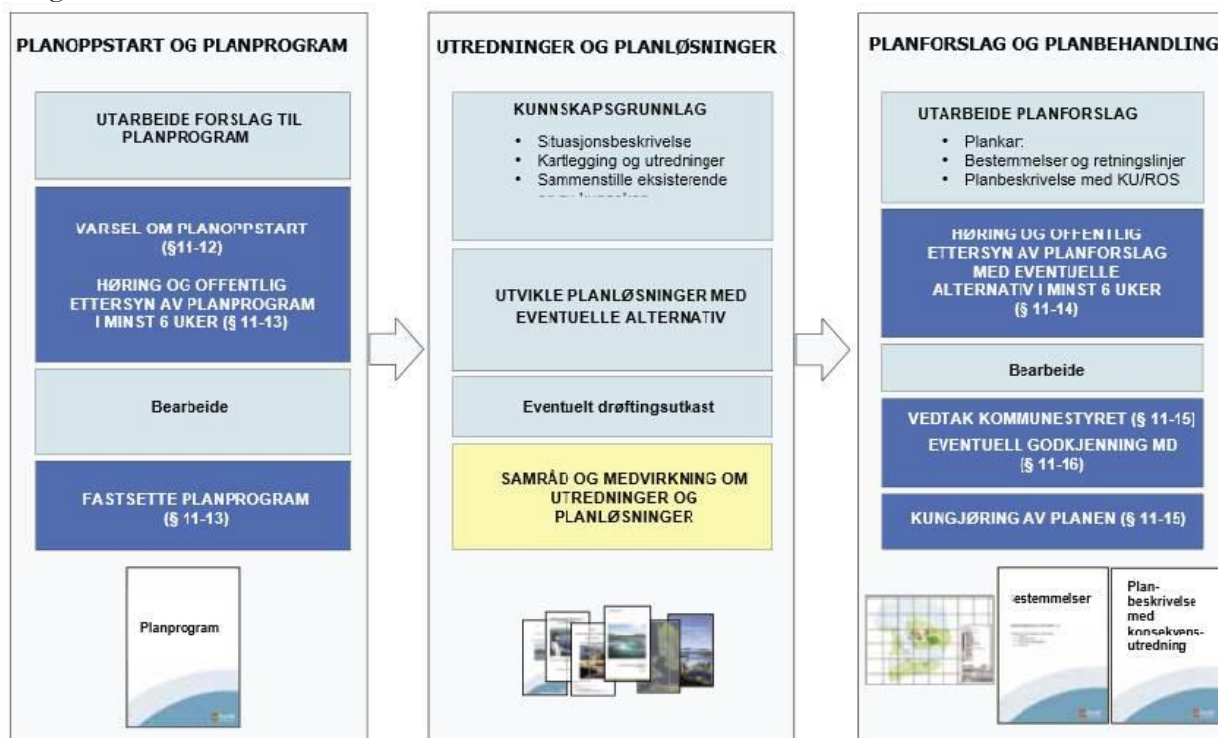 PLANOPPSTART OG PLANPROGRAM
UTARBEIDE FORSLAG TIL
PLANPROGRAM
VARSEL OM PLANOPPSTART
(§11-12)
HØRING OG OFFENTLIG
ETTERSYN AV PLANPROGRAM
I MINST 6 UKER (§ 11-13)
Bearbeide
FASTSETTE PLANPROGRAM
(§ 11-13)
Planprogram
UTREDNINGER OG PLANLØSNINGER
KUNNSKAPSGRUNNLAG
• Situasjonsbeskrivelse
• Kartlegging og utredninger
• Sammenstille eksisterende
UTVIKLE PLANLØSNINGER MED
EVENTUELLE ALTERNATIV
Eventuelt drøftingsutkast
SAMRÅD OG MEDVIRKNING OM
UTREDNINGER OG
PLANLØSNINGER
PLANFORSLAG OG PLANBEHANDLING
UTARBEIDE PLANFORSLAG
• Plankar:
• Bestemmelser og retningslinjer
• Planbeskrivelse med KU/ROS
HØRING OG OFFENTLIG
ETTERSYN AV PLANFORSLAG
MED EVENTUELLE
ALTERNATIV I MINST 6 UKER
(§ 11-14)
Bearbeide
VEDTAK KOMMUNESTYRET (§ 11-15)
EVENTUELL GODKJENNING MD
(§ 11-16)
KUNGJØRING AV PLANEN (§ 11-15)
estemmelser
Plan-
beskrivelse
med
konsekvens-
utredning